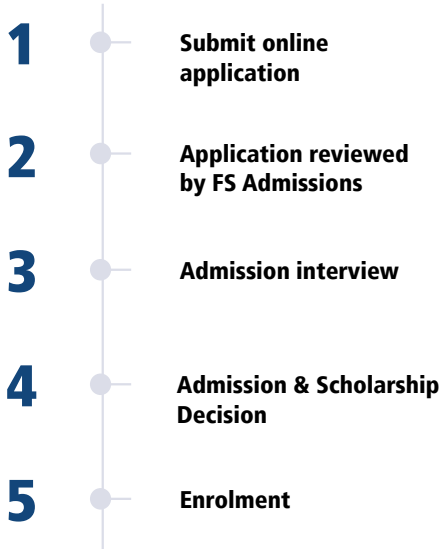 1
Submit online
application
2
Application reviewed
by FS Admissions
3
Admission interview
4
Admission & Scholarship
Decision
5
Enrolment